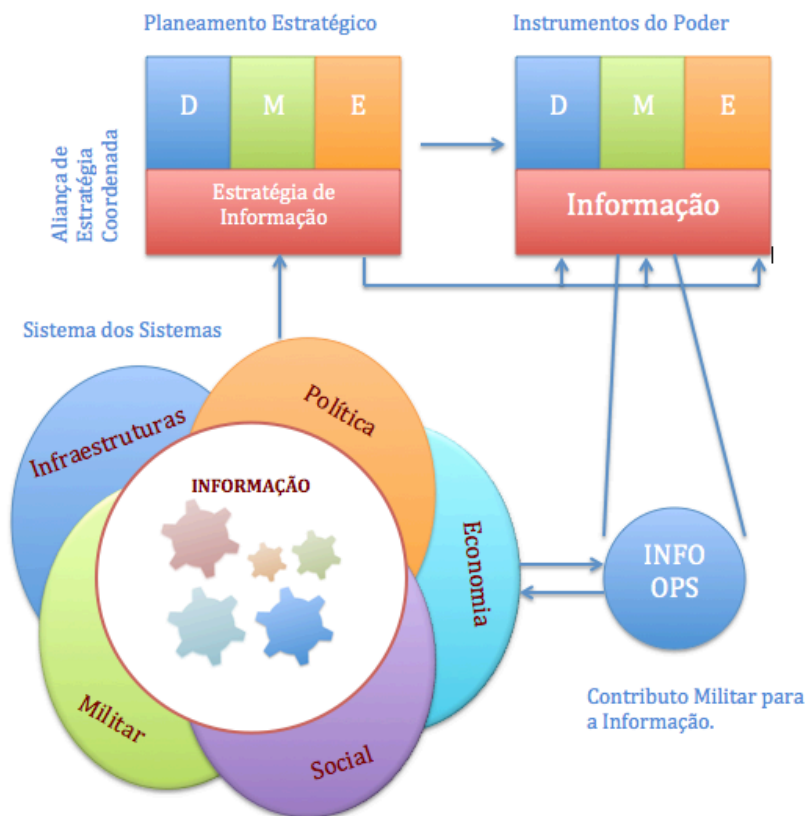 Planeamento Estratégico
Instrumentos do Poder
Aliança de
Estratégia
Coordenada
D
M
E
Estratégia de
Informação
D
M
E
Informação
Sistema dos Sistemas
Infraestruturas
Política
INFORMAÇÃO
Economia
Militar
Social
INFO
OPS
Contributo Militar para
a Informação.